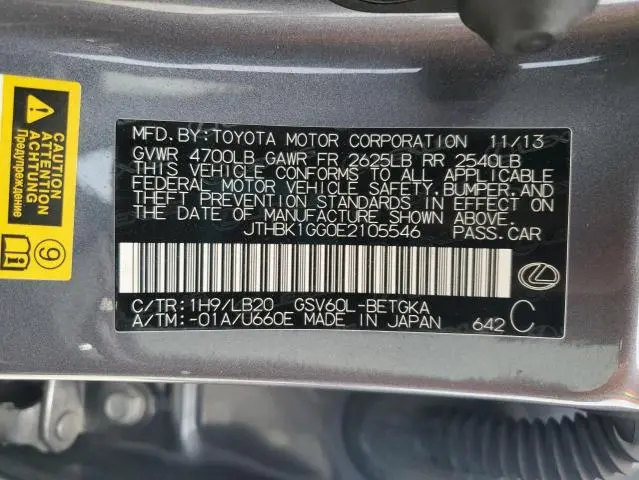 CAUTION
ATTENTION
9
MFD. BY: TOYOTA MOTOR CORPORATION 11/13
GVWR 4700LB GAWR FR 2625LB RR 2540LB
THIS VEHICLE CONFORMS TO ALL APPLICABLE
FEDERAL MOTOR VEHICLE SAFETY, BUMPER, AND
THEFT PREVENTION STANDARDS IN EFFECT ON
THE DATE OF MANUFACTURE SHOWN ABOVE.
JTHBK1GG0E2105546 PASS.CAR
C/TR: 1H9/LB20 GSV60L-BETGKA
A/TM: -01A/U660E MADE IN JAPAN 642 C